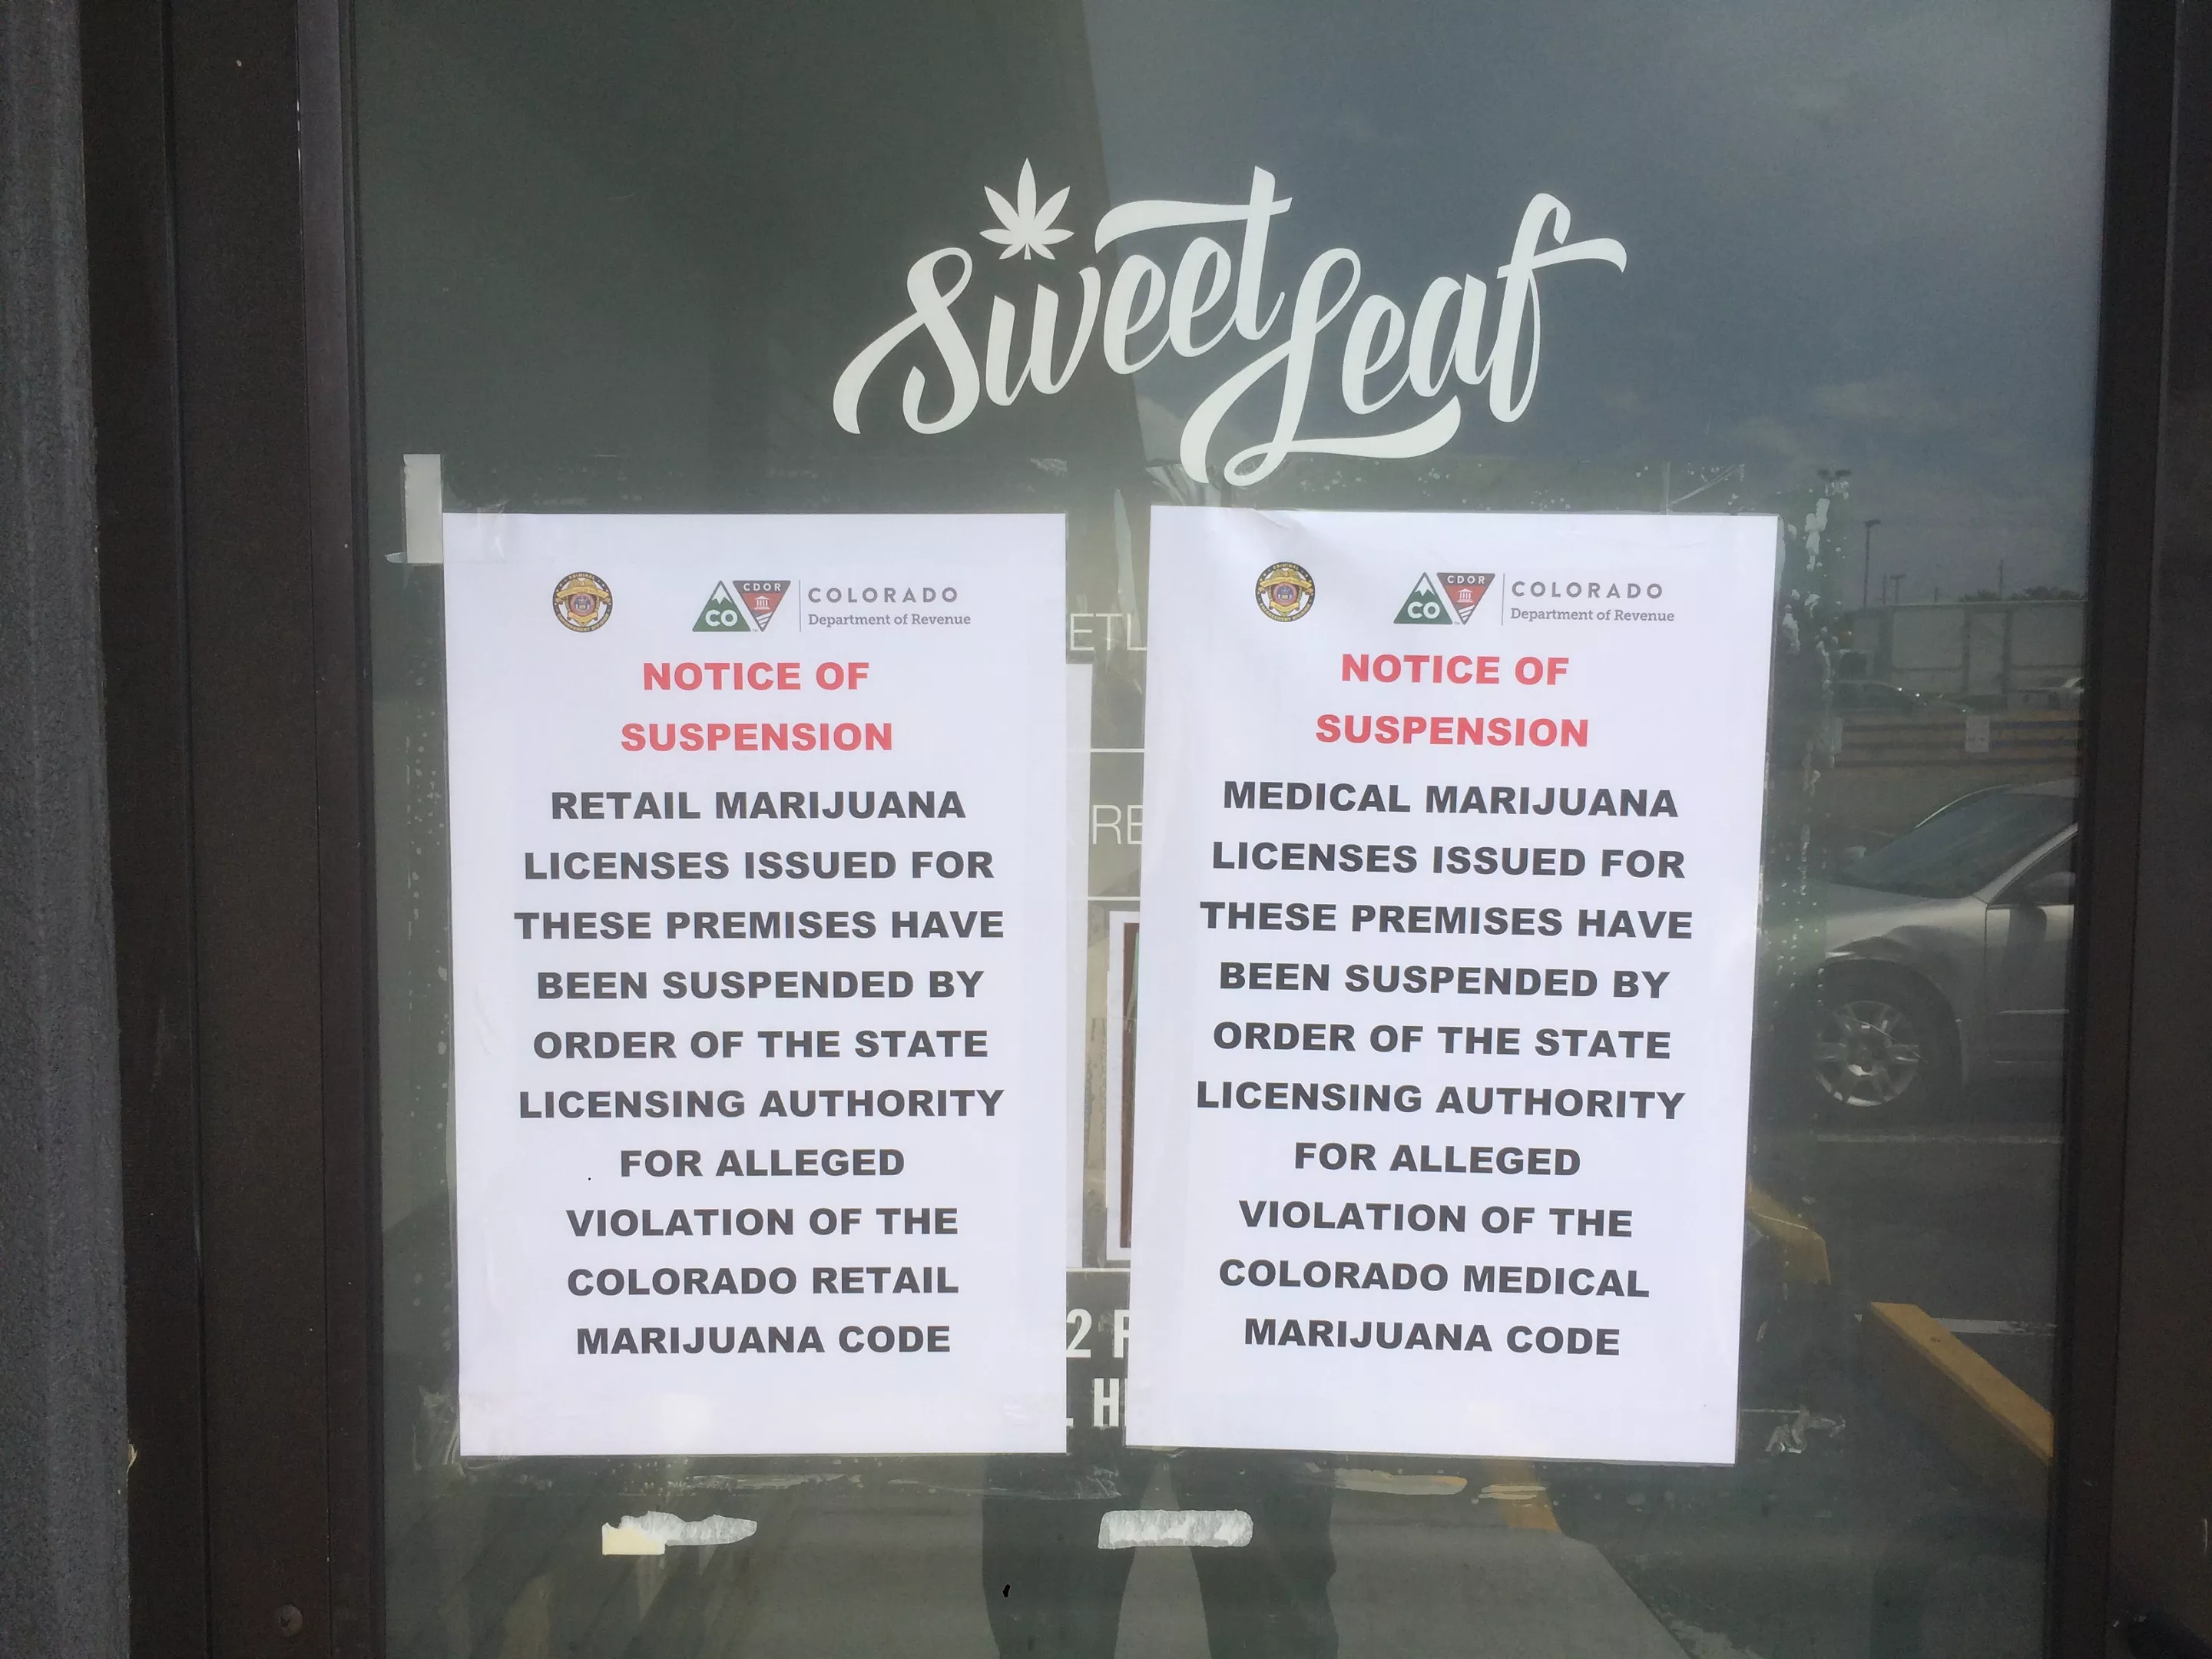 Sweet Leaf
CO CDOR COLORADO
Department of Revenue
NOTICE OF
SUSPENSION
RETAIL MARIJUANA
LICENSES ISSUED FOR
THESE PREMISES HAVE
BEEN SUSPENDED BY
ORDER OF THE STATE
LICENSING AUTHORITY
FOR ALLEGED
VIOLATION OF THE
COLORADO RETAIL
MARIJUANA CODE
CO CDOR COLORADO
Department of Revenue
NOTICE OF
SUSPENSION
MEDICAL MARIJUANA
LICENSES ISSUED FOR
THESE PREMISES HAVE
BEEN SUSPENDED BY
ORDER OF THE STATE
LICENSING AUTHORITY
FOR ALLEGED
VIOLATION OF THE
COLORADO MEDICAL
MARIJUANA CODE